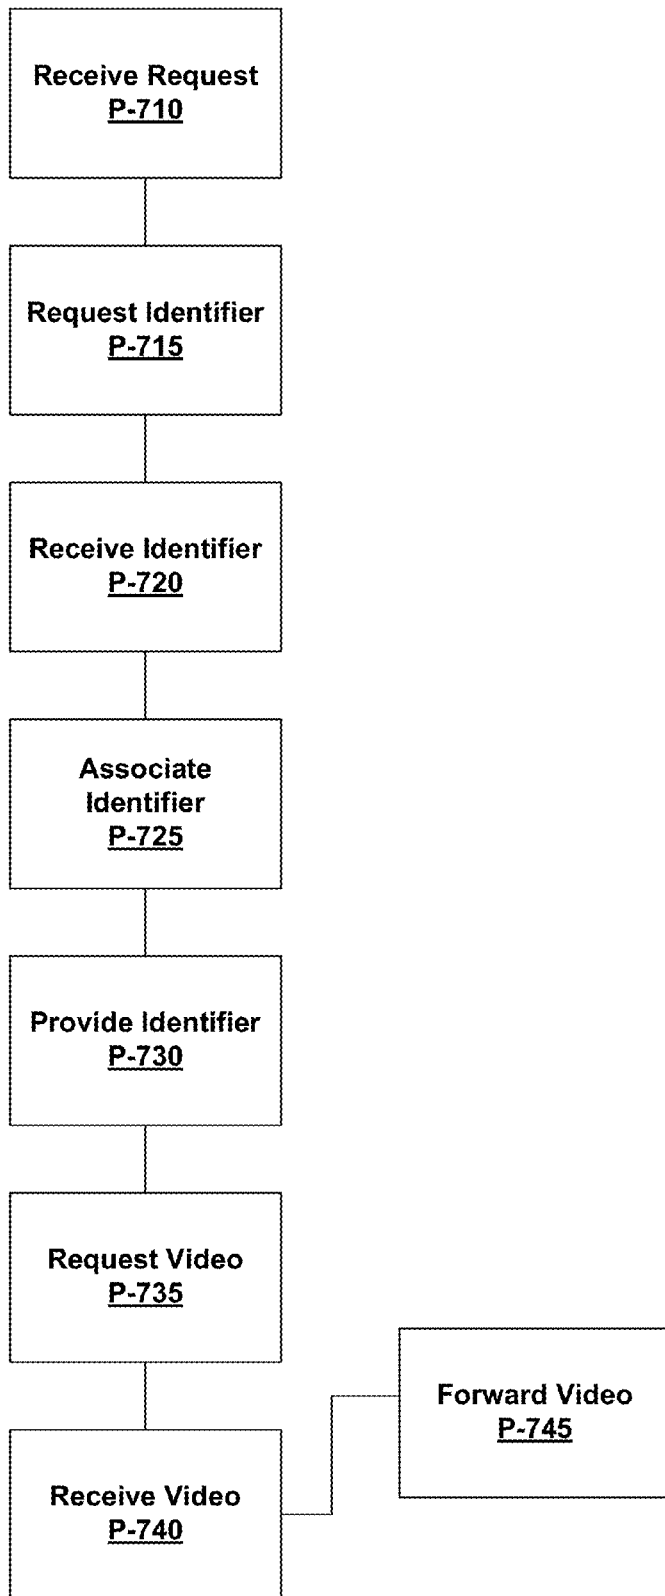 Receive Request
P-710
Request Identifier
P-715
Receive Identifier
P-720
Associate
Identifier
P-725
Provide Identifier
P-730
Request Video
P-735
Receive Video
P-740
Forward Video
P-745